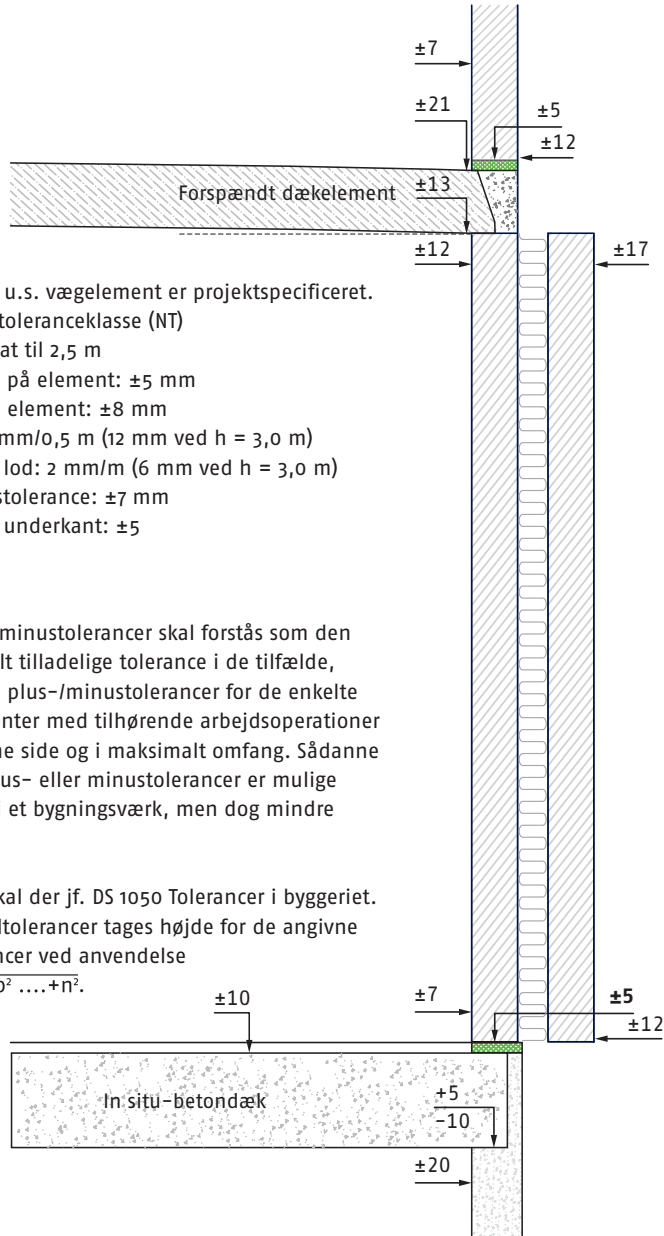 ±7
±21
±5
±12
Forspændt dækelement
±13
±12
±17
u.s. vægelement er projektspecificeret.
toleranceklasse (NT)
at til 2,5 m
på element: ±5 mm
element: ±8 mm
mm/0,5 m (12 mm ved h = 3,0 m)
lod: 2 mm/m (6 mm ved h = 3,0 m)
stolerance: ±7 mm
underkant: ±5
minustolerancer skal forstås som den
lt tilladelige tolerance i de tilfælde,
plus-/minustolerancer for de enkelte
nter med tilhørende arbejdsoperationer
ne side og i maksimalt omfang. Sådanne
us- eller minustolerancer er mulige
i et bygningsværk, men dog mindre
kal der jf. DS 1050 Tolerancer i byggeriet.
ltolerancer tages højde for de angivne
ncer ved anvendelse
b² ....+n².
±10
±7
±5
±12
In situ-betondæk
+5
-10
±20